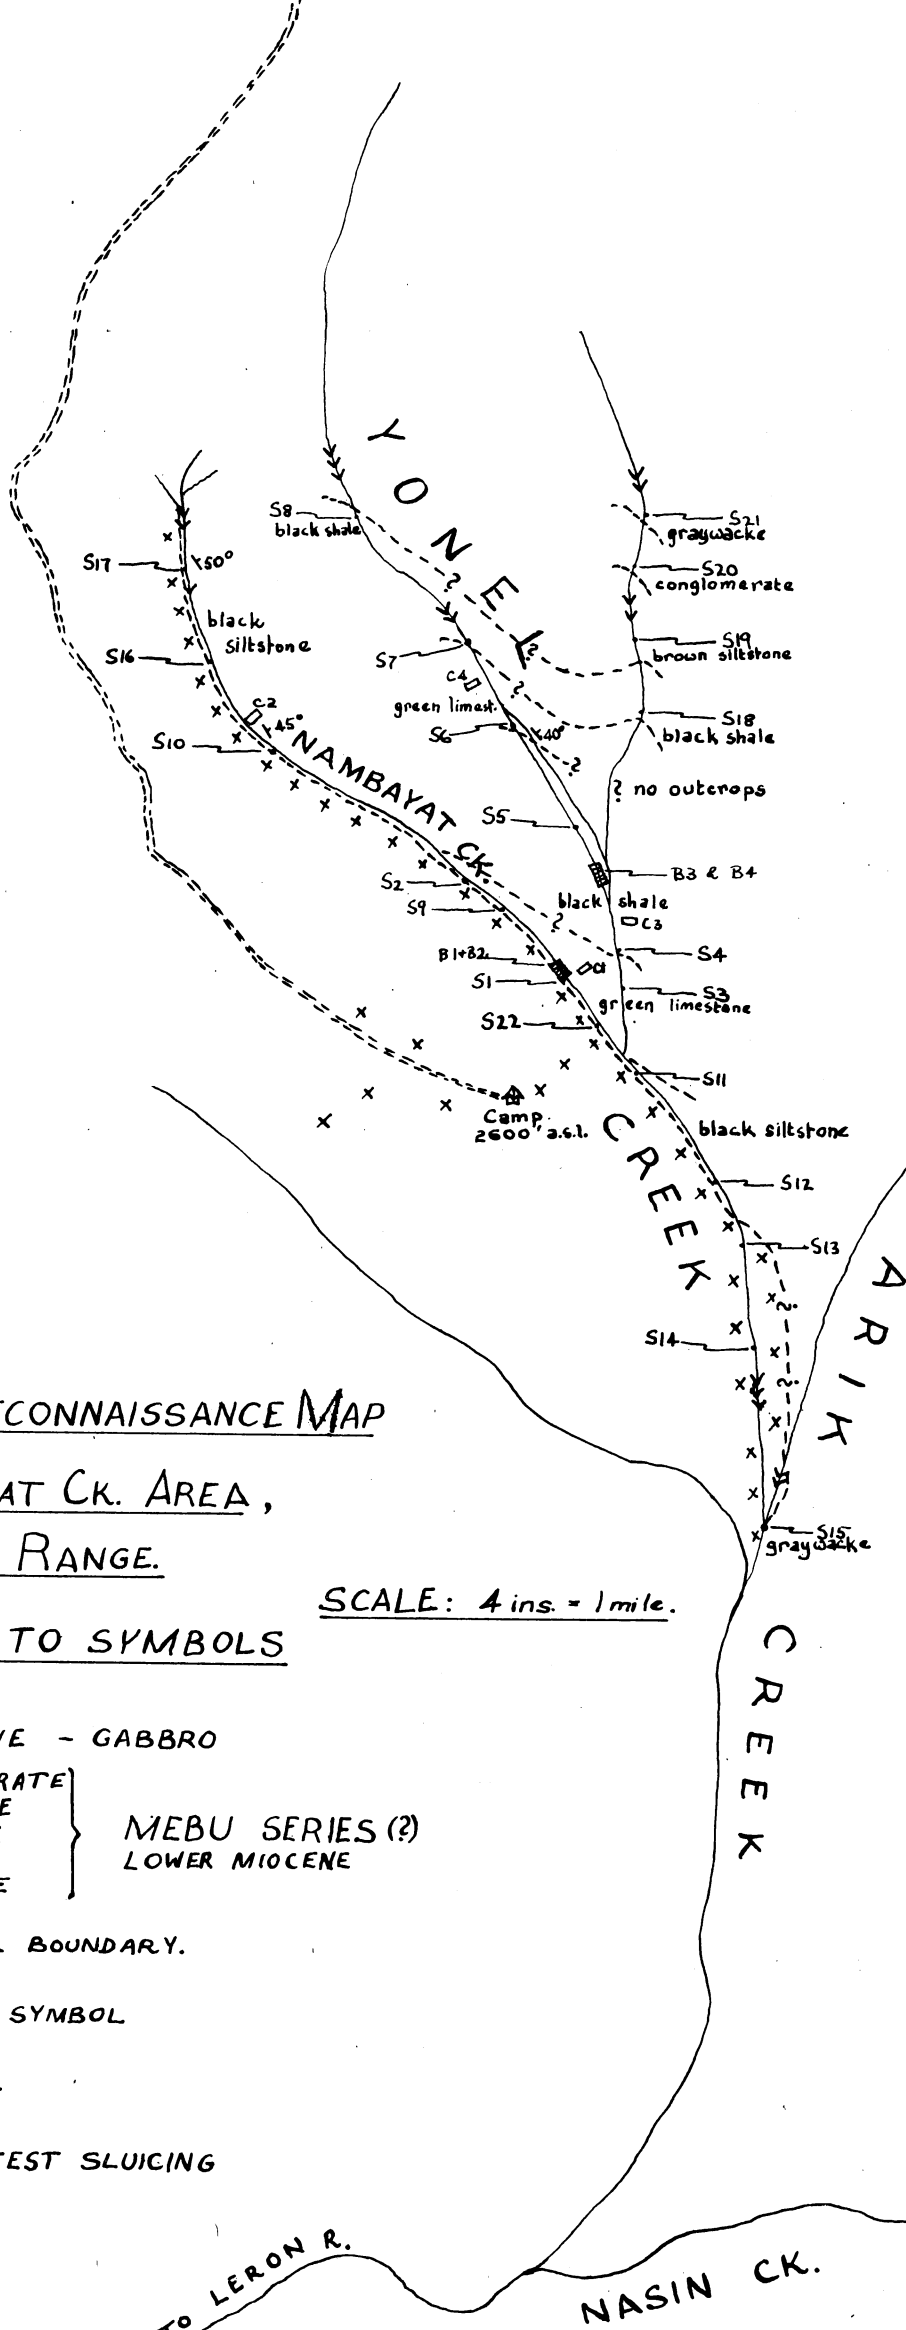 YONEL
S8
black shale
S21
graywacke
S17
50°
S20
conglomerate
?
black
siltstone
S19
brown siltstone
?
S16
S7
C4
?
green limest.
C2
45°
S18
black shale
S10
S6
40°
?
NAMBAYAT CK.
? no outcrops
S5
B3 & B4
S2
black shale
S9
C3
?
B1+B2
C1
S4
S1
S3
green limestone
S22
S11
Camp.
2600' a.s.l.
CREEK
black siltstone
S12
S13
ARIK
?
S14
?
CONNAISSANCE MAP
AT CK. AREA,
S15
graywacke
RANGE.
SCALE: 4 ins. = 1 mile.
TO SYMBOLS
CREEK
VE - GABBRO
RATE
E
MEBU SERIES (?)
LOWER MIOCENE
E
BOUNDARY.
SYMBOL
TEST SLUICING
TO LERON R.
NASIN CK.